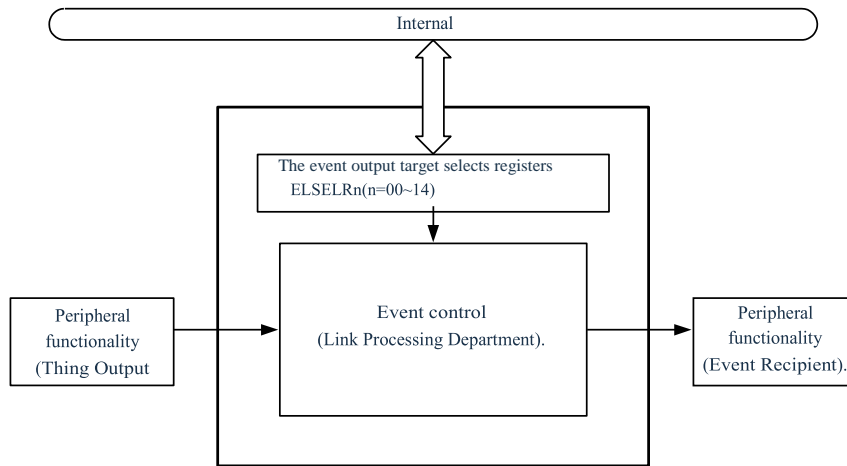 Internal
The event output target selects registers
ELSELRn(n=00~14)
Event control
(Link Processing Department).
Peripheral
functionality
(Thing Output
Peripheral
functionality
(Event Recipient).